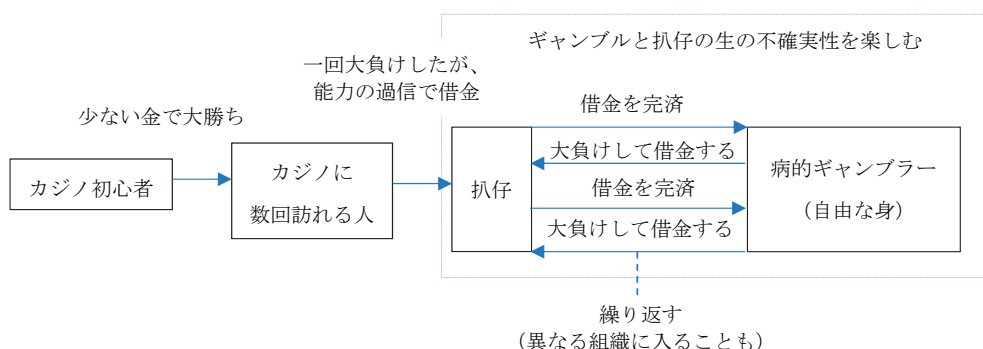 ギャンブルと扒仔の生の不確実性を楽しむ
一回大負けしたが、
能力の過信で借金
少ない金で大勝ち
カジノ初心者
カジノに
数回訪れる人
扒仔
借金を完済
大負けして借金する
借金を完済
大負けして借金する
病的ギャンブラー
（自由な身）
繰り返す
（異なる組織に入ることも）